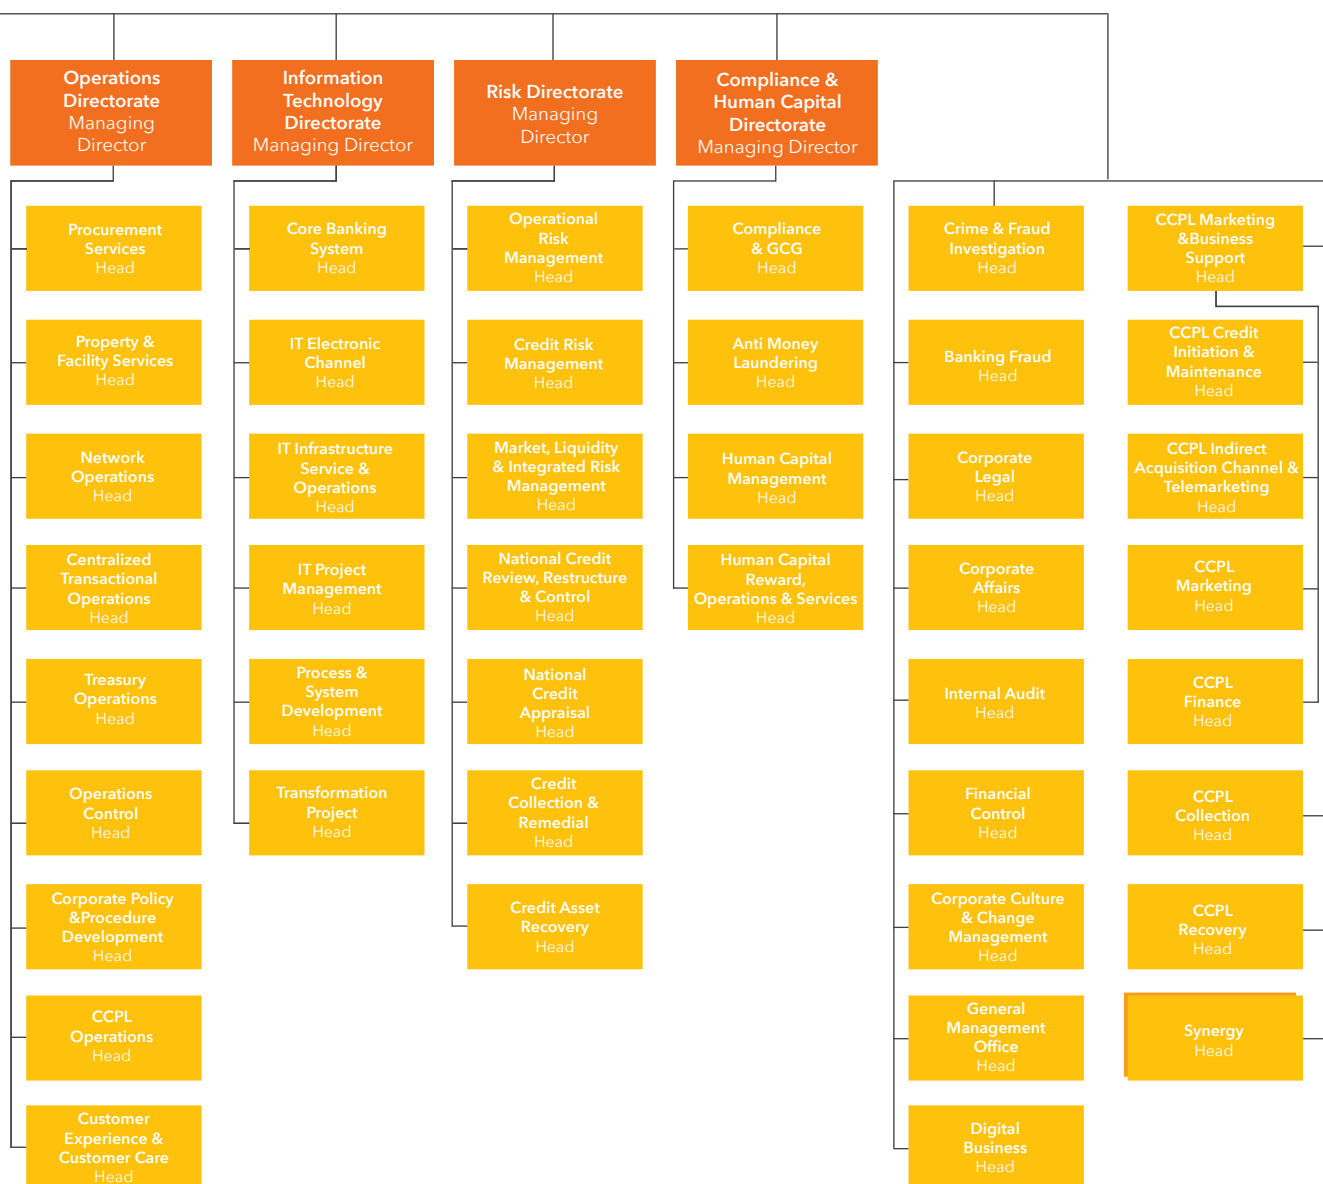 Operations
Directorate
Managing
Director
Information
Technology
Directorate
Managing Director
Risk Directorate
Managing
Director
Compliance &
Human Capital
Directorate
Managing Director
Procurement
Services
Head
Property &
Facility Services
Head
Network
Operations
Head
Centralized
Transactional
Operations
Head
Treasury
Operations
Head
Operations
Control
Head
Corporate Policy
&Procedure
Development
Head
CCPL
Operations
Head
Customer
Experience &
Customer Care
Head
Core Banking
System
Head
IT Electronic
Channel
Head
IT Infrastructure
Service &
Operations
Head
IT Project
Management
Head
Process &
System
Development
Head
Transformation
Project
Head
Operational
Risk
Management
Head
Credit Risk
Management
Head
Market, Liquidity
& Integrated Risk
Management
Head
National Credit
Review, Restructure
& Control
Head
National
Credit
Appraisal
Head
Credit
Collection &
Remedial
Head
Credit Asset
Recovery
Head
Compliance
& GCG
Head
Anti Money
Laundering
Head
Human Capital
Management
Head
Human Capital
Reward,
Operations & Services
Head
Crime & Fraud
Investigation
Head
Banking Fraud
Head
Corporate
Legal
Head
Corporate
Affairs
Head
Internal Audit
Head
Financial
Control
Head
Corporate Culture
& Change
Management
Head
General
Management
Office
Head
Digital
Business
Head
CCPL Marketing
&Business
Support
Head
CCPL Credit
Initiation &
Maintenance
Head
CCPL Indirect
Acquisition Channel &
Telemarketing
Head
CCPL
Marketing
Head
CCPL
Finance
Head
CCPL
Collection
Head
CCPL
Recovery
Head
Synergy
Head